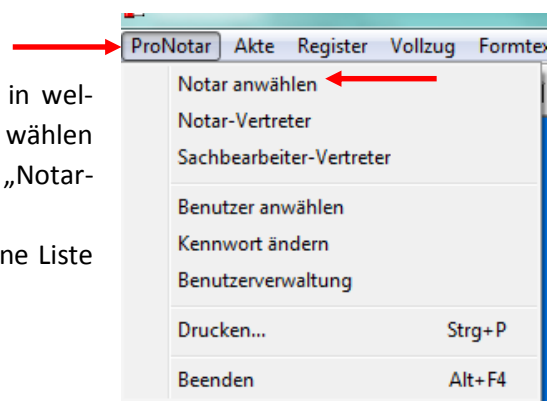 ProNotar Akte Register Vollzug Formtex
in wel-
wählen
„Notar-
ne Liste
Notar anwählen
Notar-Vertreter
Sachbearbeiter-Vertreter
Benutzer anwählen
Kennwort ändern
Benutzerverwaltung
Drucken... Strg+P
Beenden Alt+F4